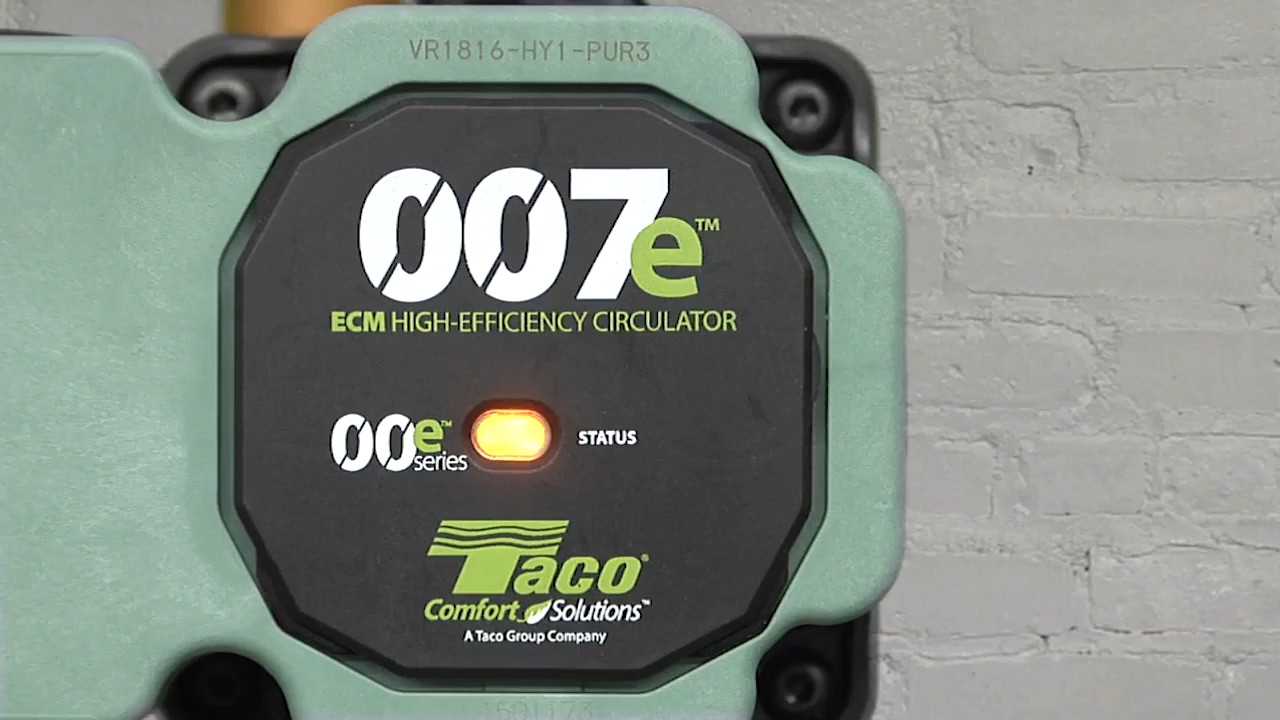 VR1816-HY1-PUR3
007e™
ECM HIGH-EFFICIENCY CIRCULATOR
00e™ series
STATUS
Taco®
Comfort Solutions™
A Taco Group Company